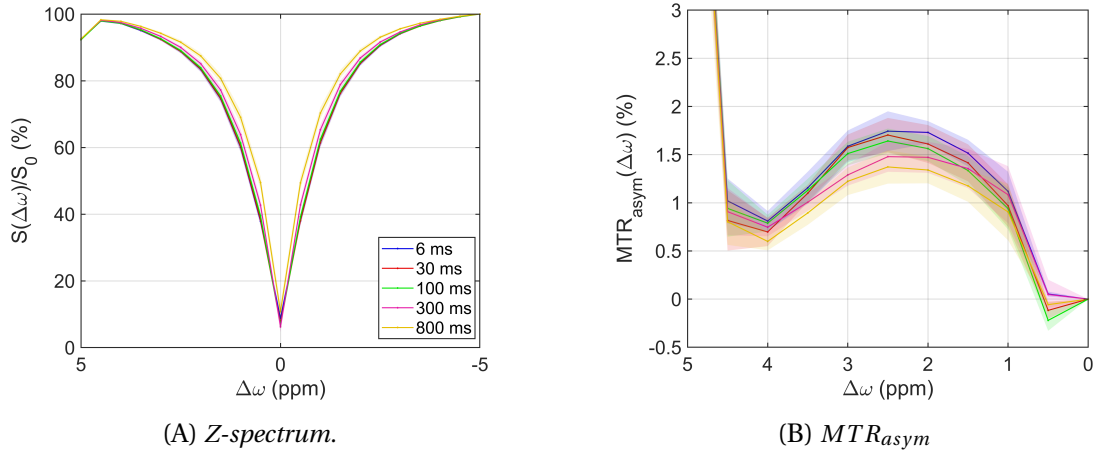 S(Δω)/S₀ (%)
100
80
60
40
20
0
6 ms
30 ms
100 ms
300 ms
800 ms
5
0
-5
Δω (ppm)
(A) Z-spectrum.
MTR_asym(Δω) (%)
3
2.5
2
1.5
1
0.5
0
-0.5
5
4
3
2
1
0
Δω (ppm)
(B) MTR_asym